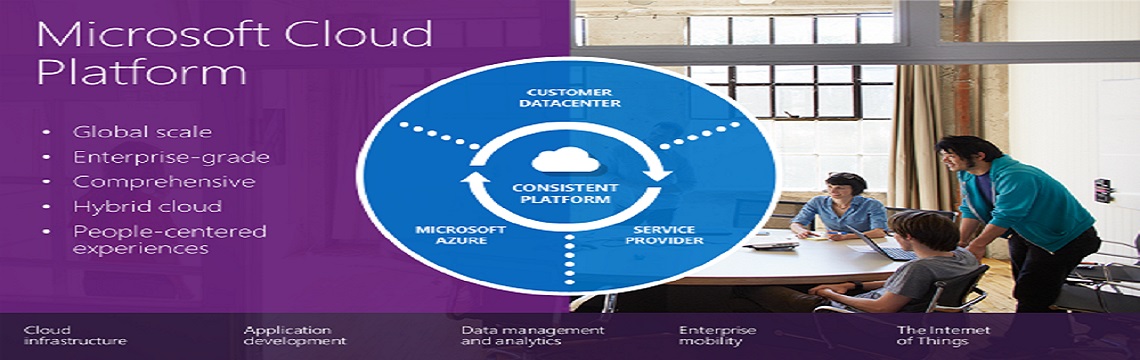 Microsoft Cloud
Platform
• Global scale
• Enterprise-grade
• Comprehensive
• Hybrid cloud
• People-centered
experiences
CUSTOMER
DATACENTER
CONSISTENT
PLATFORM
MICROSOFT
AZURE
SERVICE
PROVIDER
Cloud
infrastructure
Application
development
Data management
and analytics
Enterprise
mobility
The Internet
of Things